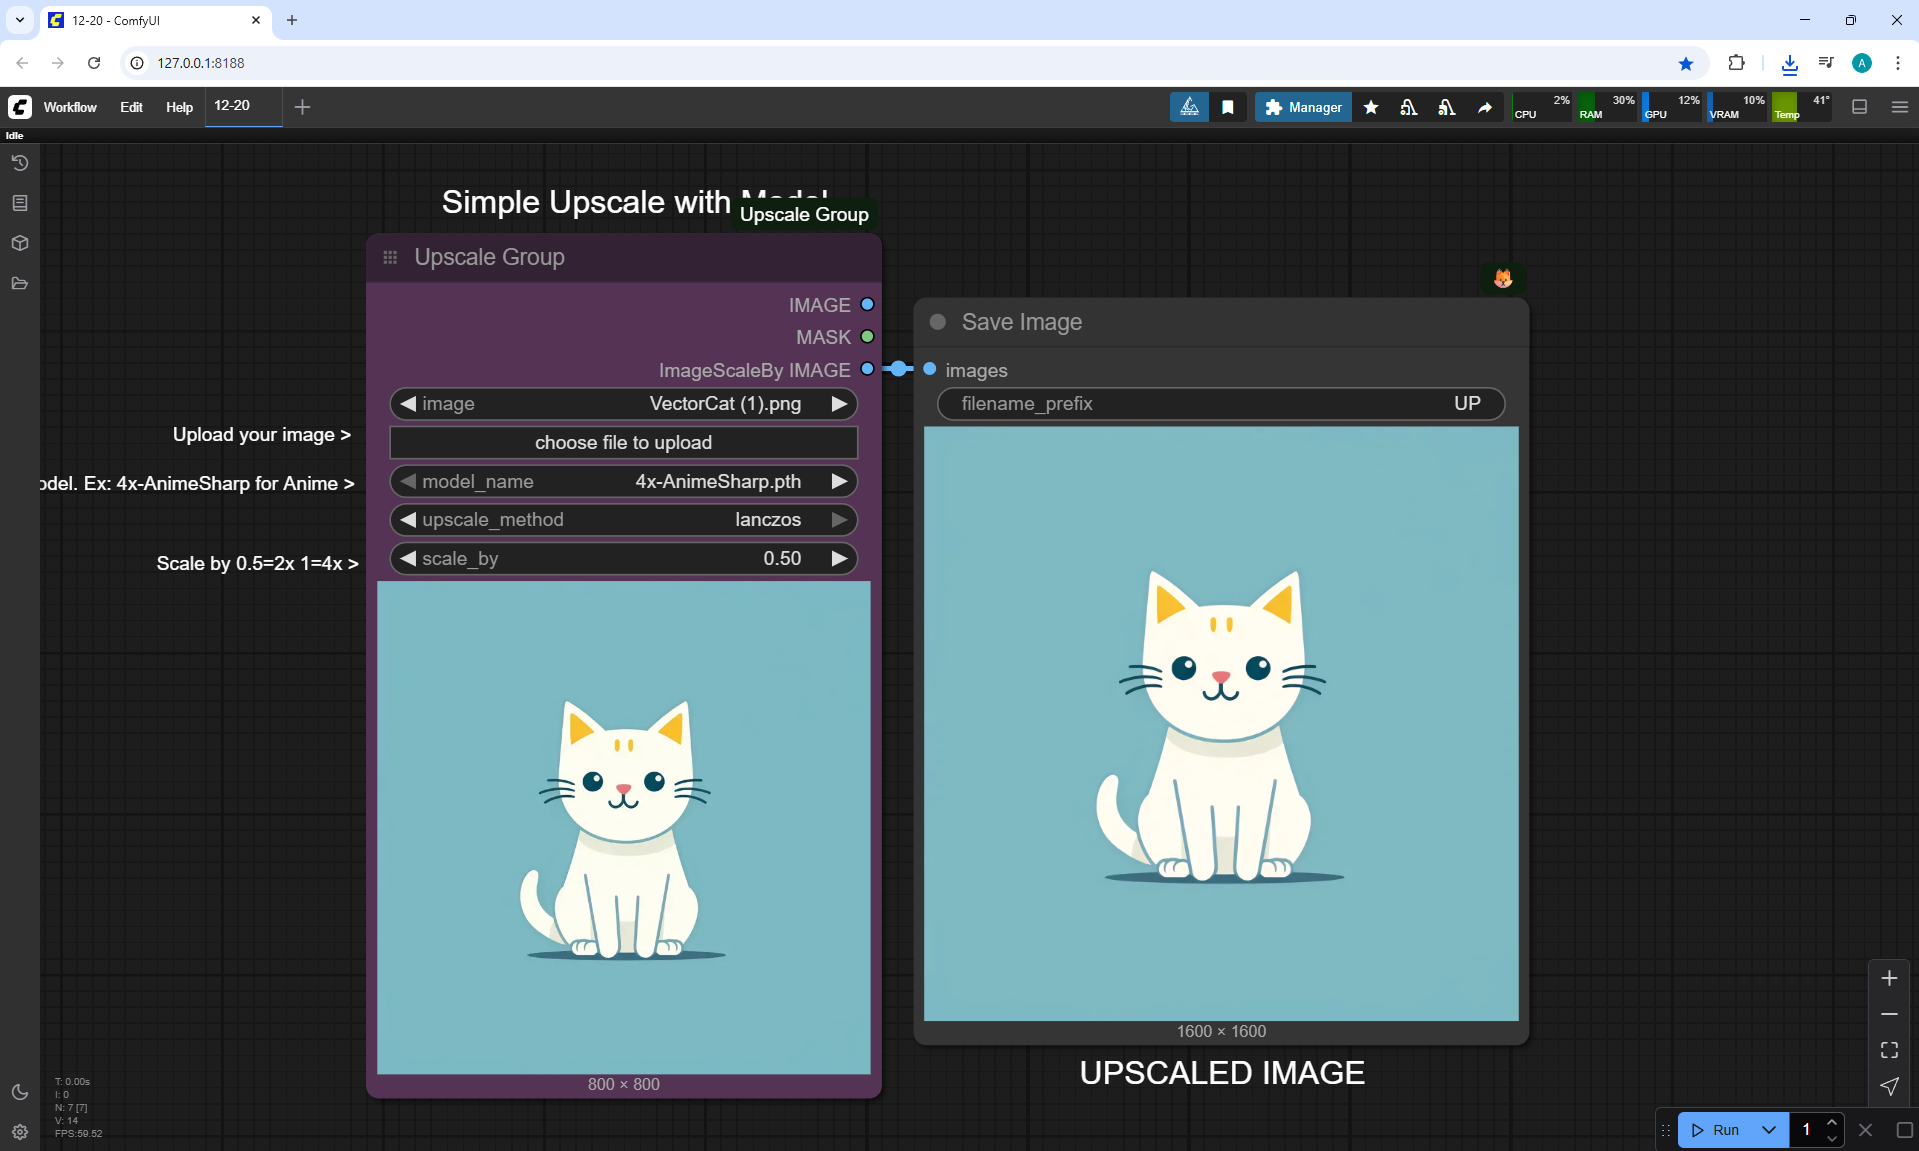 12-20 - ComfyUI
127.0.0.1:8188
Workflow Edit Help 12-20
Manager
CPU 2% RAM 30% GPU 12% VRAM 10% Temp 41°
Idle
Simple Upscale with
Upscale Group
Upscale Group
IMAGE
MASK
ImageScaleBy IMAGE
image VectorCat (1).png
choose file to upload
model_name 4x-AnimeSharp.pth
upscale_method lanczos
scale_by 0.50
800 × 800
Upload your image >
Ex: 4x-AnimeSharp for Anime >
Scale by 0.5=2x 1=4x >
Save Image
images
filename_prefix UP
1600 × 1600
UPSCALED IMAGE
T: 0.00s
I: 0
N: 7 [7]
V: 14
FPS:59.52
A
Run 1